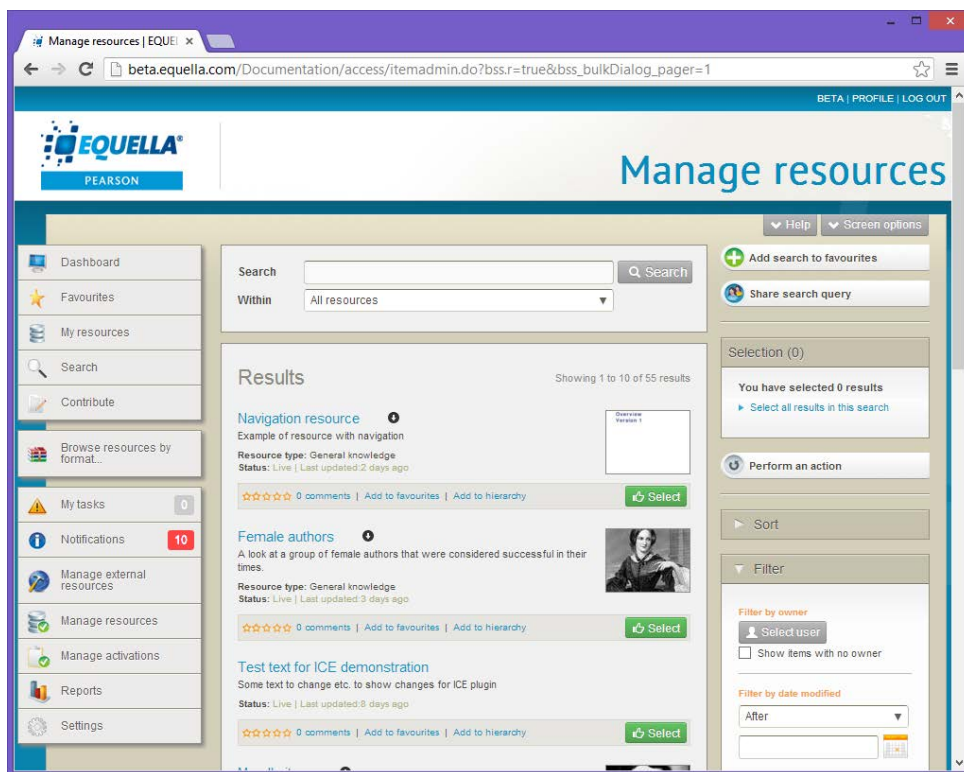 Manage resources | EQUE
beta.equella.com/Documentation/access/itemadmin.do?bss.r=true&bss_bulkDialog_pager=1
BETA | PROFILE | LOG OUT
EQUELLA®
PEARSON
Manage resources
Help
Screen options
Dashboard
Favourites
My resources
Search
Contribute
Browse resources by
format...
My tasks 0
Notifications 10
Manage external
resources
Manage resources
Manage activations
Reports
Settings
Search
Search
Within All resources
Results
Showing 1 to 10 of 55 results
Navigation resource
Example of resource with navigation
Resource type: General knowledge
Status: Live | Last updated:2 days ago
Overview
Version 1
0 comments | Add to favourites | Add to hierarchy
Select
Female authors
A look at a group of female authors that were considered successful in their
times.
Resource type: General knowledge
Status: Live | Last updated:3 days ago
0 comments | Add to favourites | Add to hierarchy
Select
Test text for ICE demonstration
Some text to change etc. to show changes for ICE plugin
Status: Live | Last updated:8 days ago
0 comments | Add to favourites | Add to hierarchy
Select
Add search to favourites
Share search query
Selection (0)
You have selected 0 results
Select all results in this search
Perform an action
Sort
Filter
Filter by owner
Select user
Show items with no owner
Filter by date modified
After